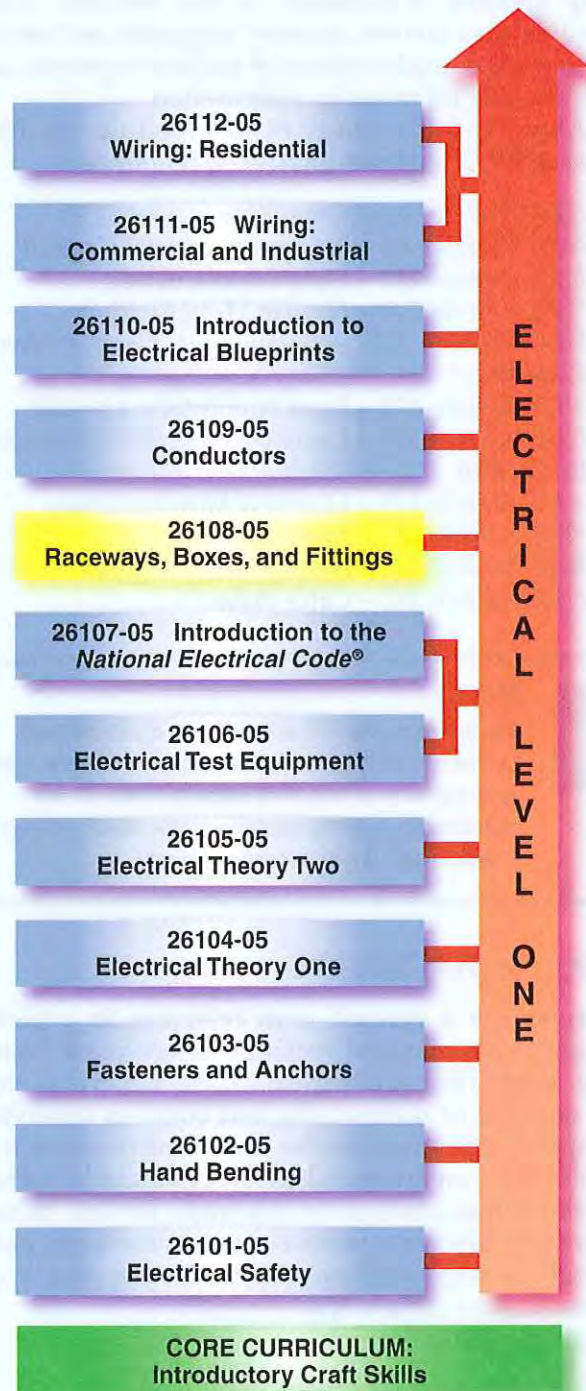 26112-05
Wiring: Residential
26111-05 Wiring:
Commercial and Industrial
26110-05 Introduction to
Electrical Blueprints
26109-05
Conductors
26108-05
Raceways, Boxes, and Fittings
26107-05 Introduction to the
National Electrical Code®
26106-05
Electrical Test Equipment
26105-05
Electrical Theory Two
26104-05
Electrical Theory One
26103-05
Fasteners and Anchors
26102-05
Hand Bending
26101-05
Electrical Safety
CORE CURRICULUM:
Introductory Craft Skills
ELECTRICAL LEVEL ONE